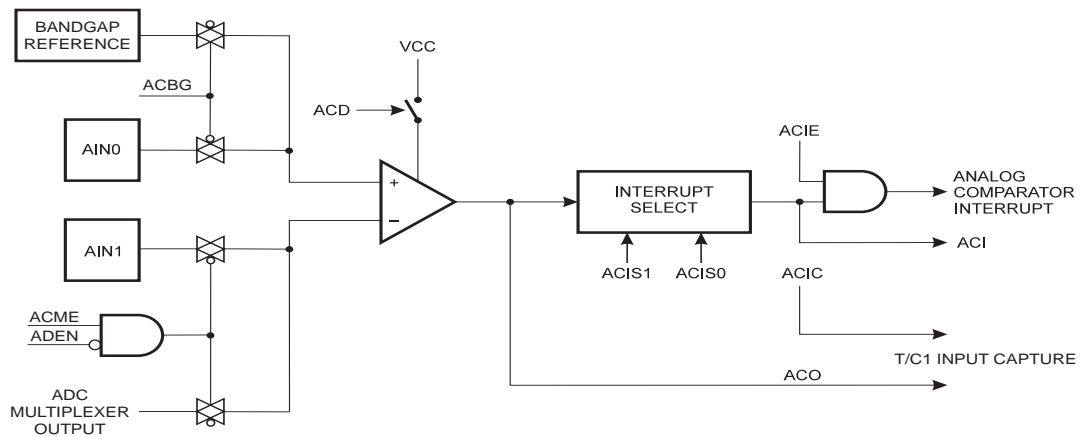 BANDGAP
REFERENCE
VCC
ACBG
ACD
AIN0
ACIE
+
INTERRUPT
SELECT
ANALOG
COMPARATOR
INTERRUPT
−
AIN1
ACI
ACIS1
ACIS0
ACIC
ACME
ADEN
T/C1 INPUT CAPTURE
ACO
ADC
MULTIPLEXER
OUTPUT